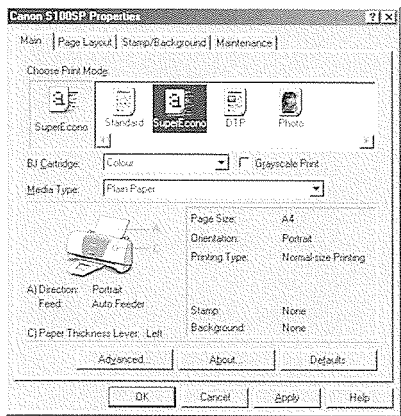 Canon S100SP Properties
Main Page Layout Stamp/Background Maintenance
Choose Print Mode:
SuperEcono Standard SuperEcono DTP Photo
BJ Cartridge: Colour Grayscale Print
Media Type: Plain Paper
Page Size: A4
Orientation: Portrait
Printing Type: Normal-size Printing
A
C
A) Direction: Portrait
Feed: Auto Feeder
Stamp: None
Background: None
C) Paper Thickness Lever: Left
Advanced... About... Defaults
OK Cancel Apply Help